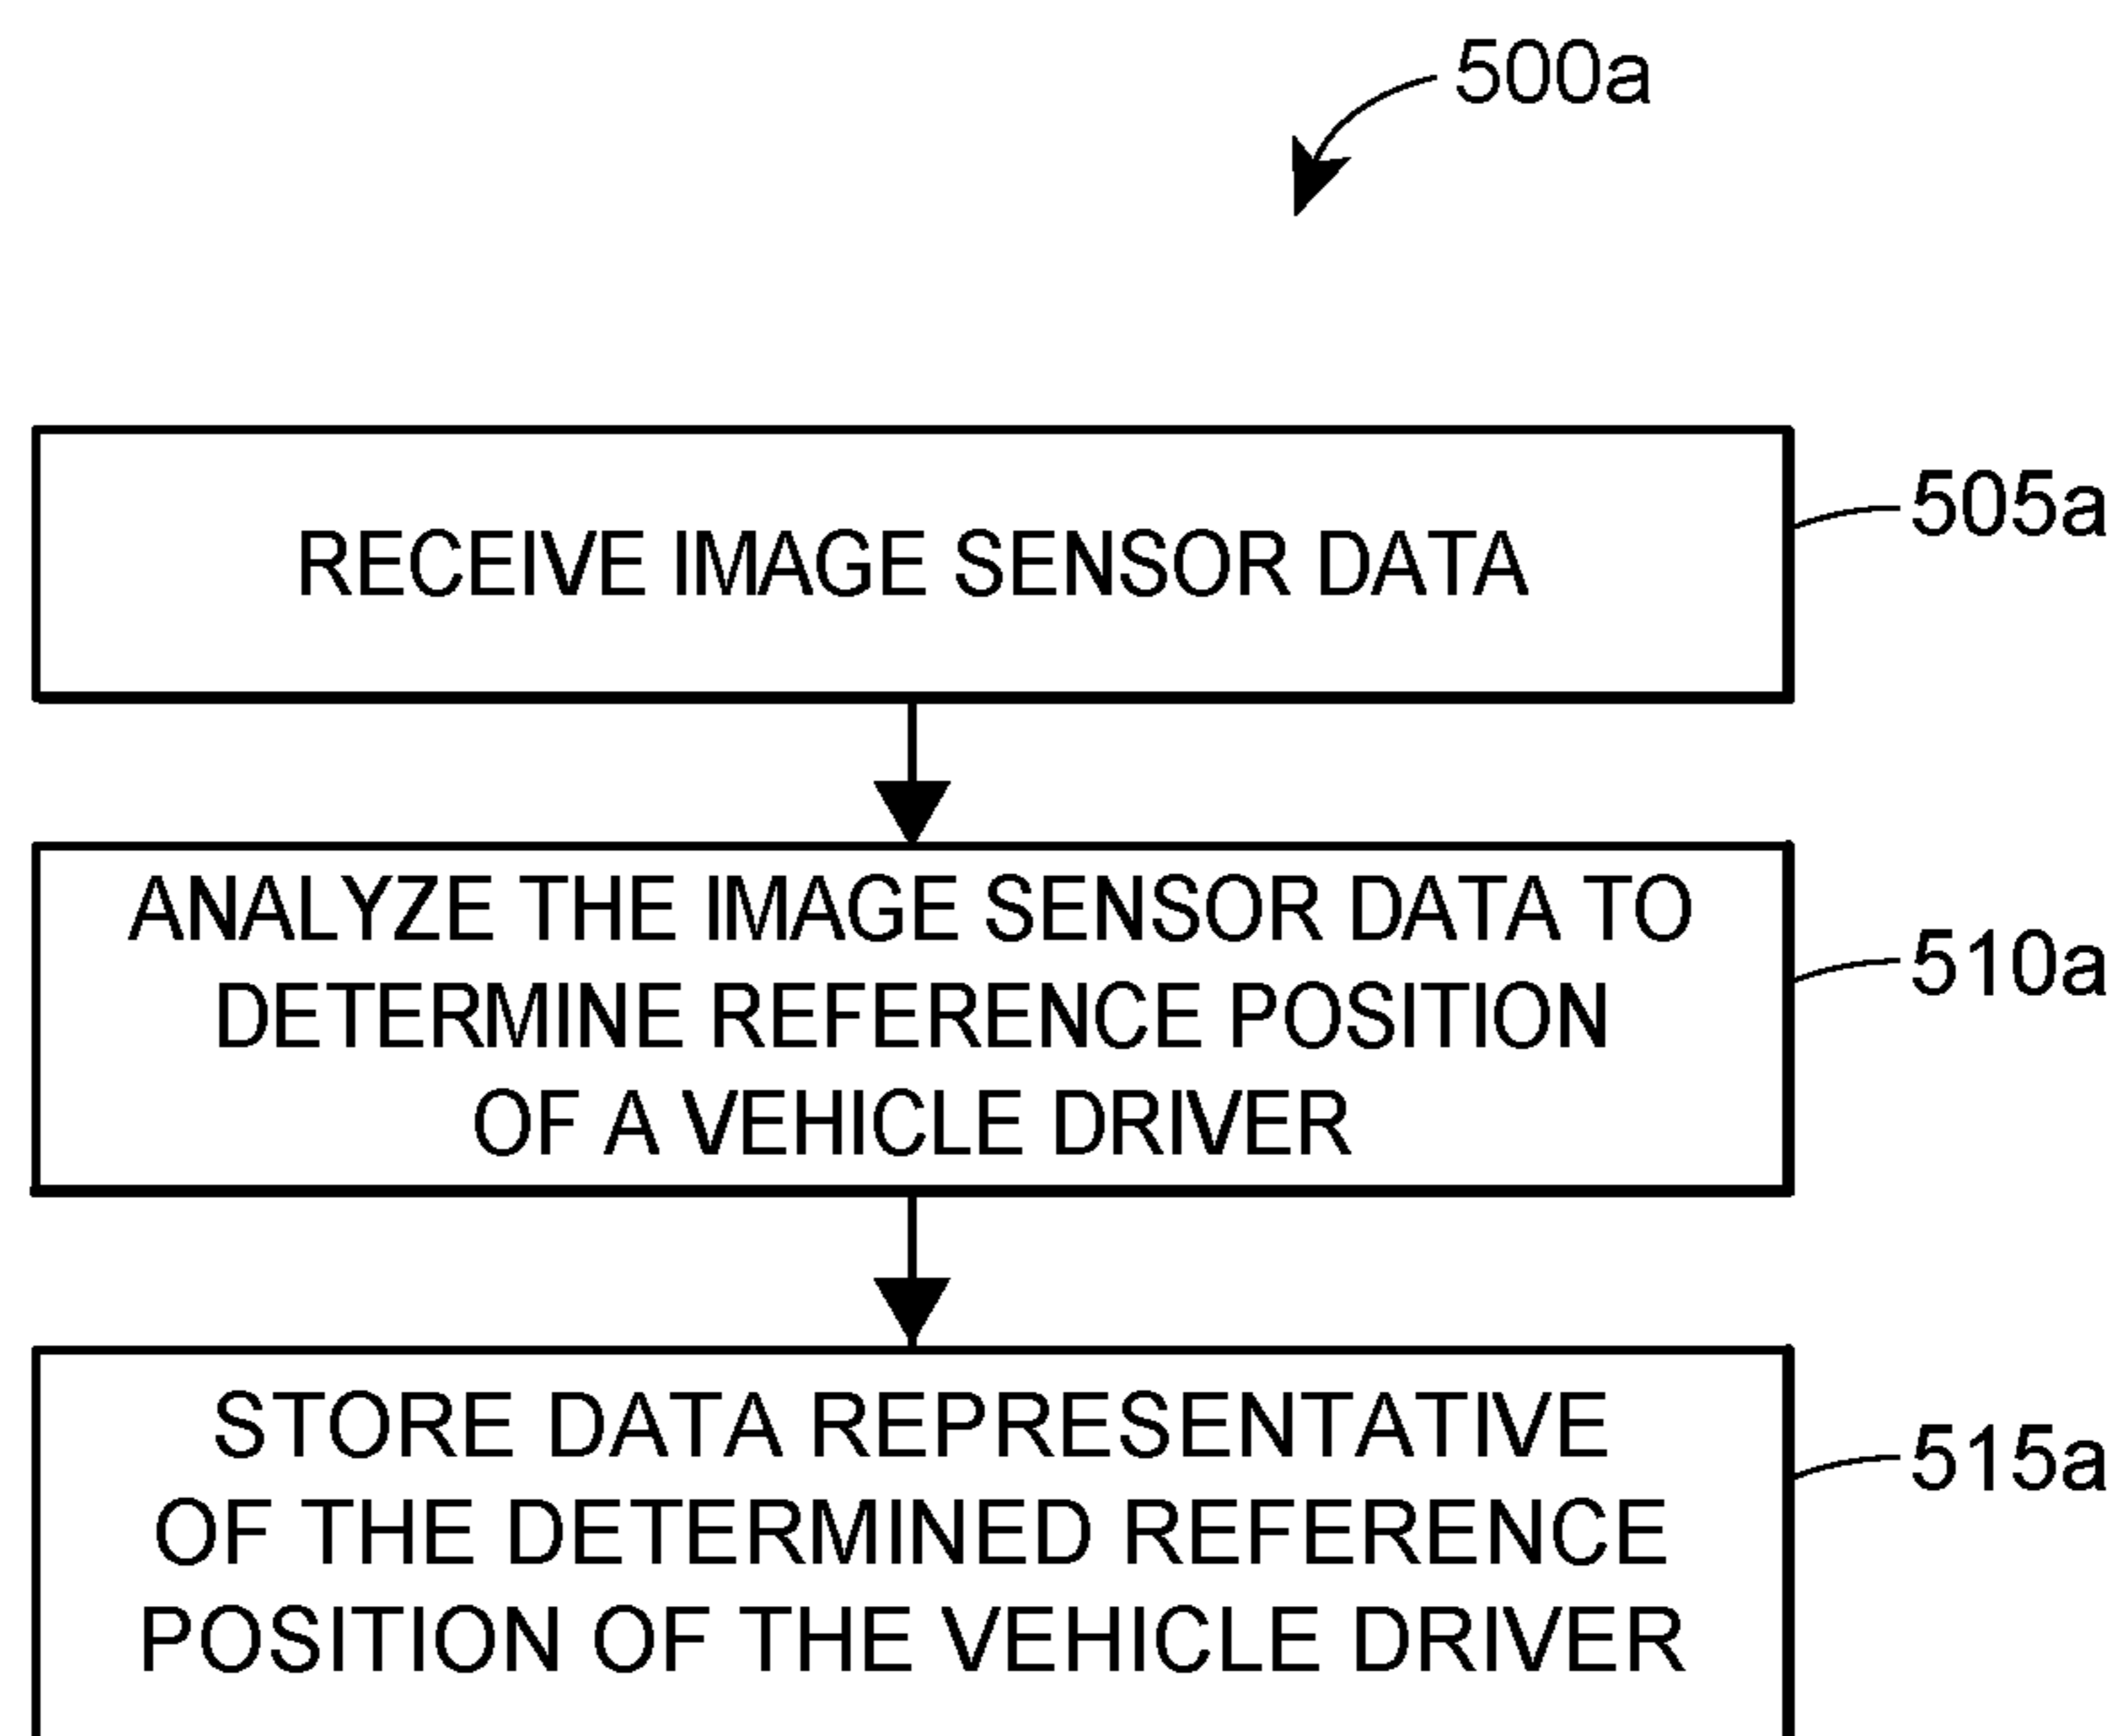 500a
RECEIVE IMAGE SENSOR DATA
505a
ANALYZE THE IMAGE SENSOR DATA TO
DETERMINE REFERENCE POSITION
OF A VEHICLE DRIVER
510a
STORE DATA REPRESENTATIVE
OF THE DETERMINED REFERENCE
POSITION OF THE VEHICLE DRIVER
515a